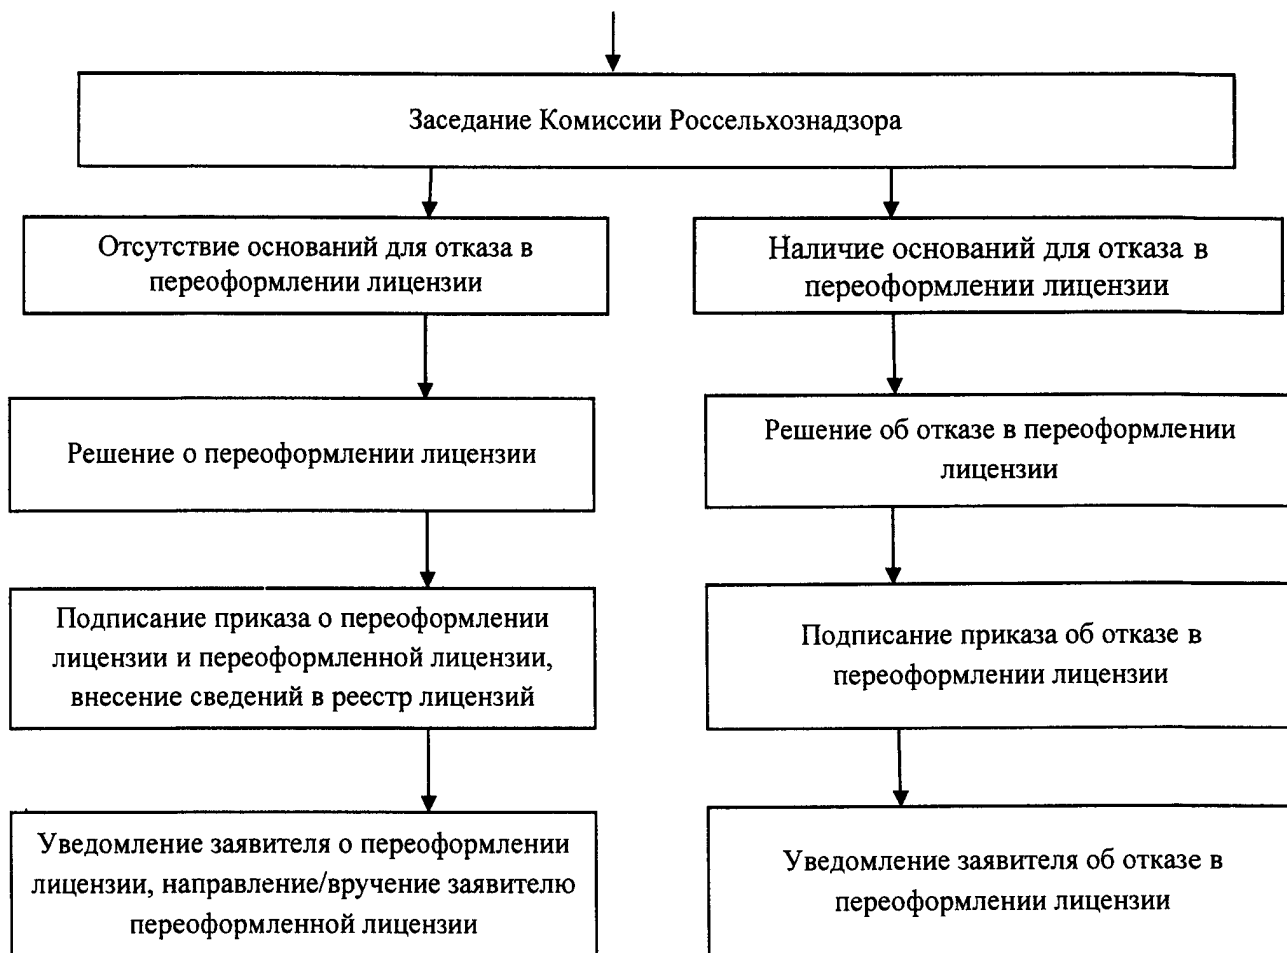 Заседание Комиссии Россельхознадзора
Отсутствие оснований для отказа в
переоформлении лицензии
Наличие оснований для отказа в
переоформлении лицензии
Решение о переоформлении лицензии
Решение об отказе в переоформлении
лицензии
Подписание приказа о переоформлении
лицензии и переоформленной лицензии,
внесение сведений в реестр лицензий
Подписание приказа об отказе в
переоформлении лицензии
Уведомление заявителя о переоформлении
лицензии, направление/вручение заявителю
переоформленной лицензии
Уведомление заявителя об отказе в
переоформлении лицензии